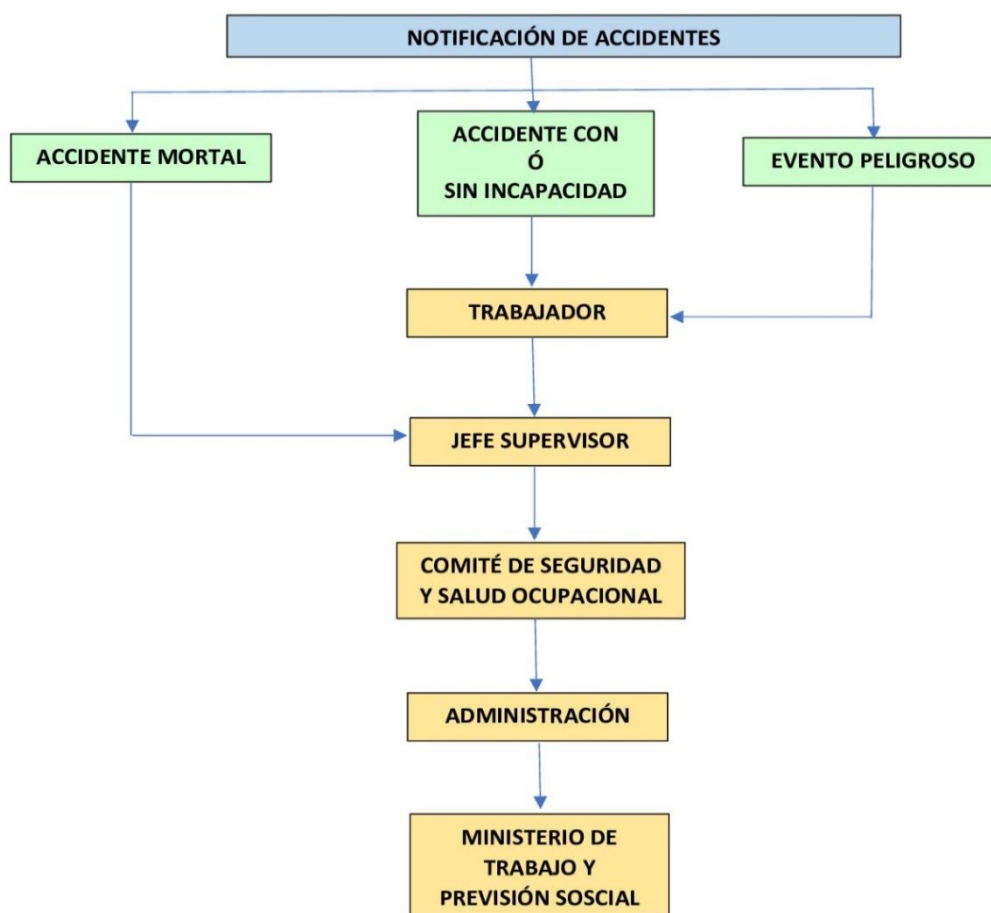 NOTIFICACIÓN DE ACCIDENTES
ACCIDENTE MORTAL
ACCIDENTE CON
Ó
SIN INCAPACIDAD
EVENTO PELIGROSO
TRABAJADOR
JEFE SUPERVISOR
COMITÉ DE SEGURIDAD
Y SALUD OCUPACIONAL
ADMINISTRACIÓN
MINISTERIO DE
TRABAJO Y
PREVISIÓN SOSCIAL